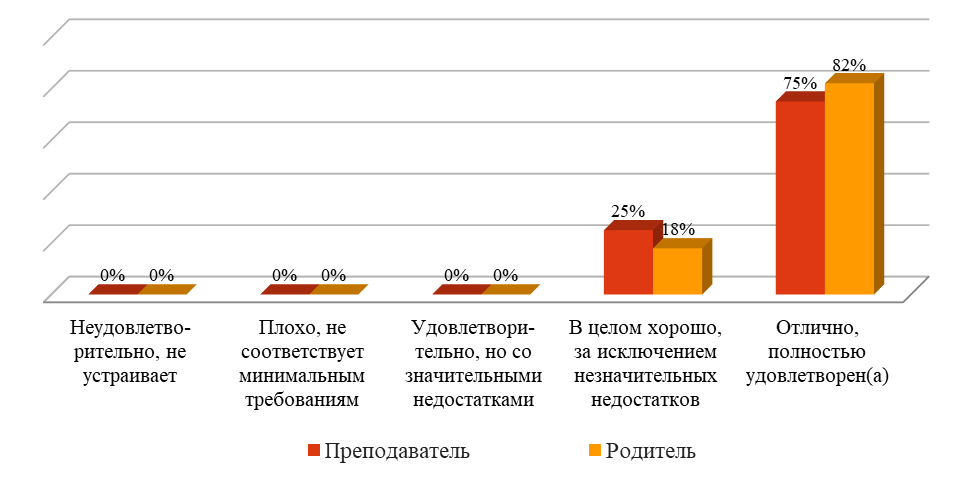 82%
75%
25%
18%
0% 0% 0% 0% 0% 0%
Неудовлетво-
рительно, не
устраивает
Плохо, не
соответствует
минимальным
требованиям
Удовлетвори-
тельно, но со
значительными
недостатками
В целом хорошо,
за исключением
незначительных
недостатков
Отлично,
полностью
удовлетворен(а)
Преподаватель
Родитель